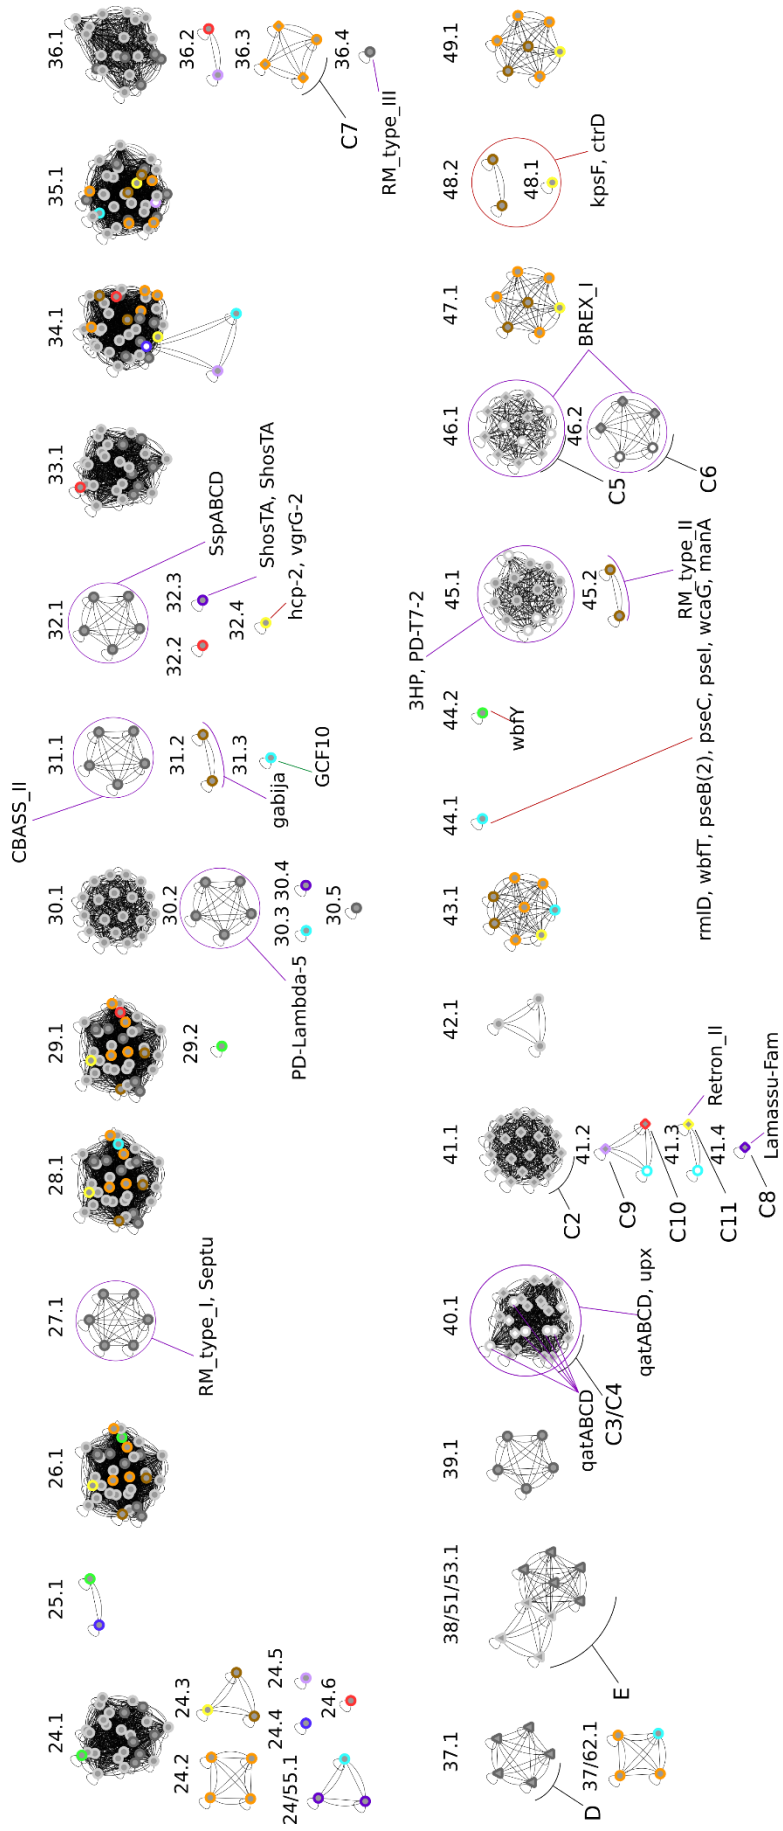 24.1
24.2
24.3
24/55.1
24.4
24.5
24.6
25.1
26.1
27.1
RM_type_I, Septu
28.1
29.1
29.2
30.1
30.2
PD-Lambda-5
30.3
30.4
30.5
CBASS_II
31.1
31.2
gabija
31.3
GCF10
32.1
SspABCD
32.2
32.3
ShosTA, ShosTA
32.4
hcp-2, vgrG-2
33.1
34.1
35.1
36.1
36.2
36.3
C7
36.4
RM_type_III
37.1
D
37/62.1
38/51/53.1
E
39.1
40.1
qatABCD
C3/C4
qatABCD, upx
41.1
C2
41.2
C9
C10
41.3
Retron_II
C11
41.4
C8
Lamassu-Fam
42.1
43.1
44.1
rmlD, wbfT, pseB(2), pseC, pseI, wcaG, manA
44.2
wbfY
3HP, PD-T7-2
45.1
45.2
RM_type_II
46.1
C5
46.2
C6
BREX_I
47.1
48.2
48.1
kpsF, ctrD
49.1